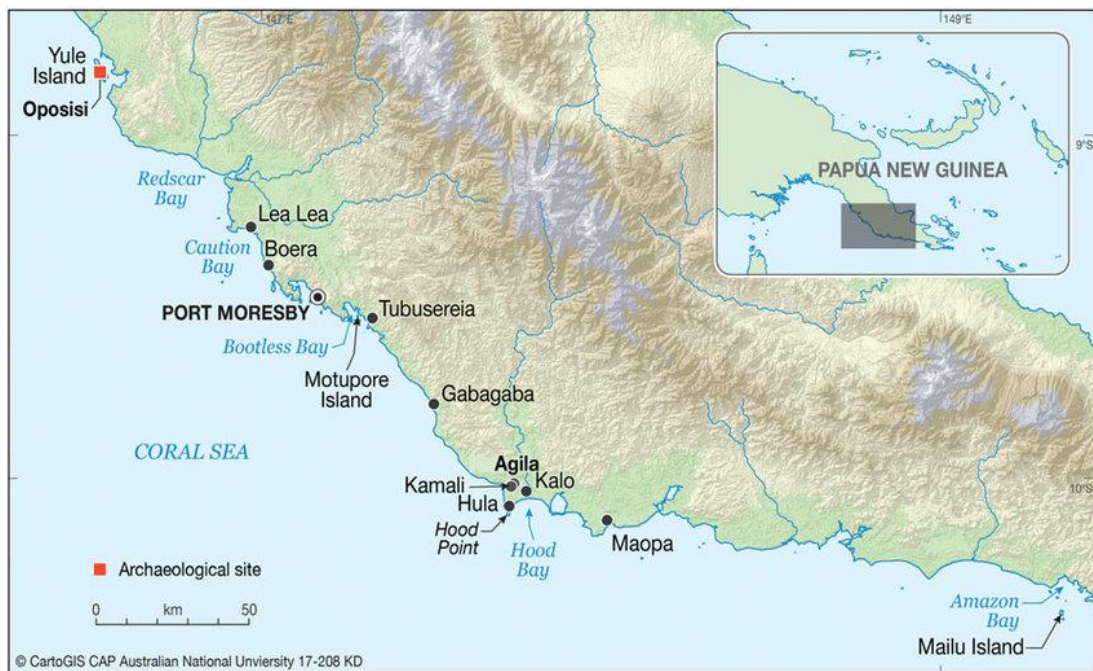 147°E
149°E
Yule
Island
Oposisi
9°S
PAPUA NEW GUINEA
Redscar
Bay
Lea Lea
Caution
Bay
Boera
PORT MORESBY
Tubusereia
Bootless Bay
Motupore
Island
Gabagaba
CORAL SEA
Agila
Kamali
Kalo
10°S
Hula
Hood
Point
Hood
Bay
Maopa
Archaeological site
0 km 50
Amazon
Bay
Mailu Island
© CartoGIS CAP Australian National Unviersity 17-208 KD